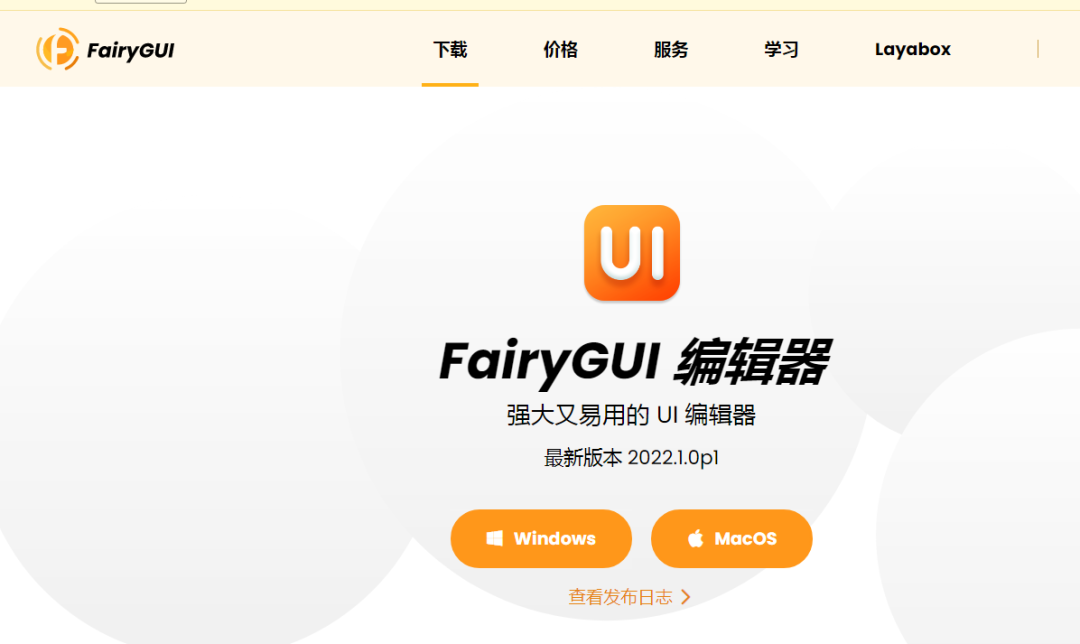 FairyGUI 下载 价格 服务 学习 Layabox
UI
FairyGUI 编辑器
强大又易用的 UI 编辑器
最新版本 2022.1.0p1
Windows MacOS
查看发布日志